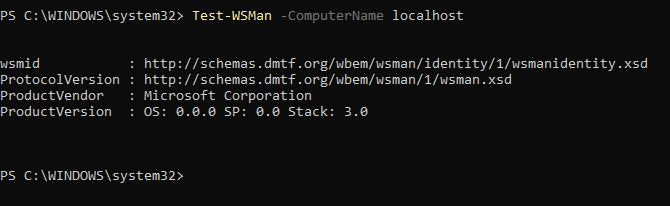 PS C:\WINDOWS\system32> Test-WSMan -ComputerName localhost
wsmid           : http://schemas.dmtf.org/wbem/wsman/identity/1/wsmanidentity.xsd
ProtocolVersion : http://schemas.dmtf.org/wbem/wsman/1/wsman.xsd
ProductVendor   : Microsoft Corporation
ProductVersion  : OS: 0.0.0 SP: 0.0 Stack: 3.0
PS C:\WINDOWS\system32>